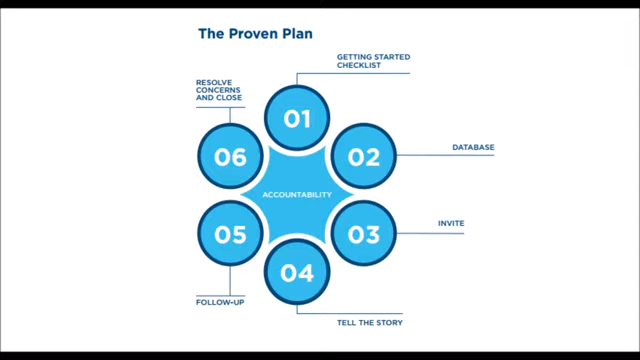 The Proven Plan
GETTING STARTED
CHECKLIST
RESOLVE
CONCERNS
AND CLOSE
01
06
02
DATABASE
ACCOUNTABILITY
05
03
INVITE
04
FOLLOW-UP
TELL THE STORY